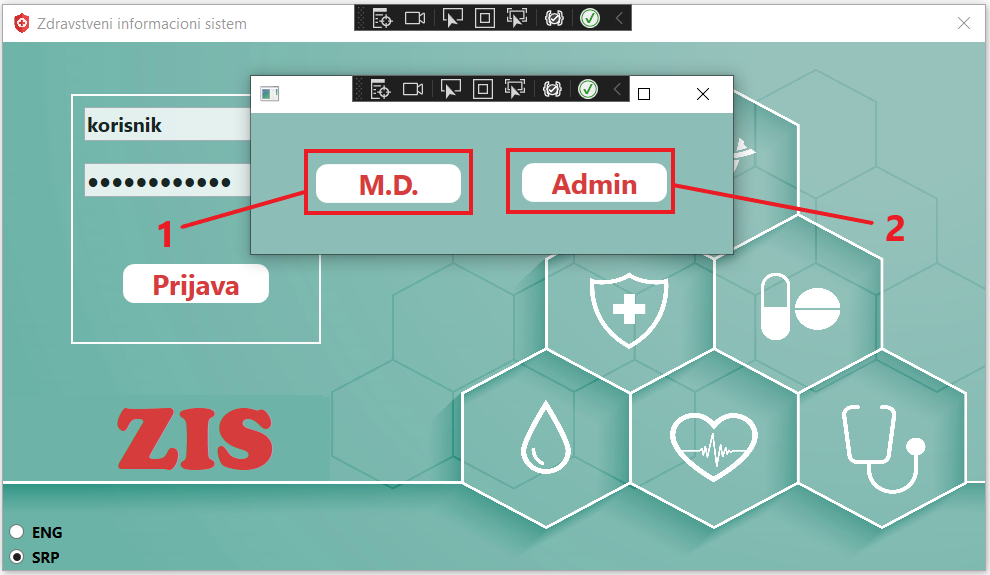 Zdravstveni informacioni sistem
korisnik
●●●●●●●●●●●●
M.D.
Admin
1
2
Prijava
ZIS
ENG
SRP